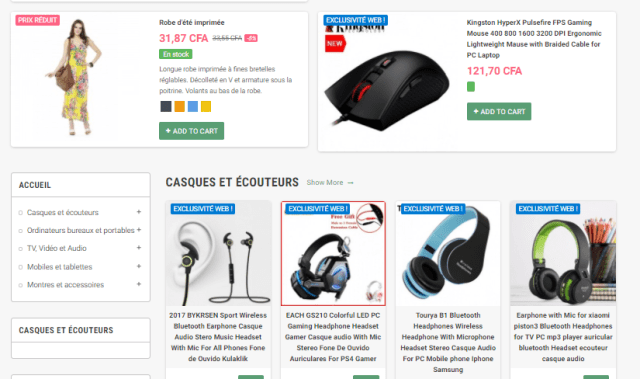 PRIX RÉDUIT
Robe d'été imprimée
31,87 CFA 33,55 CFA -5%
En stock
Longue robe imprimée à fines bretelles
réglables. Décolleté en V et armature sous la
poitrine. Volants au bas de la robe.
+ ADD TO CART
EXCLUSIVITÉ WEB !
NEW
Kingston HyperX Pulsefire FPS Gaming
Mouse 400 800 1600 3200 DPI Ergonomic
Lightweight Mause with Braided Cable for
PC Laptop
121,70 CFA
+ ADD TO CART
ACCUEIL
Casques et écouteurs +
Ordinateurs bureaux et portables +
TV, Vidéo et Audio +
Mobiles et tablettes +
Montres et accessoires +
CASQUES ET ÉCOUTEURS
CASQUES ET ÉCOUTEURS Show More →
EXCLUSIVITÉ WEB !
2017 BYKRSEN Sport Wireless
Bluetooth Earphone Casque
Audio Stero Music Headset
With Mic For All Phones Fone
de Ouvido Kulaklik
EXCLUSIVITÉ WEB !
Free Gift
EACH GS210 Colorful LED PC
Gaming Headphone Headset
Gamer Casque audio With Mic
Stereo Fone De Ouvido
Auriculares For PS4 Gamer
EXCLUSIVITÉ WEB !
Tourya B1 Bluetooth
Headphones Wireless
Headphone With Microphone
Headset Stereo Casque Audio
For PC Mobile phone Iphone
Samsung
EXCLUSIVITÉ WEB !
Earphone with Mic for xiaomi
piston3 Bluetooth Headphones
for TV PC mp3 player auricular
bluetooth Headset ecouteur
casque audio